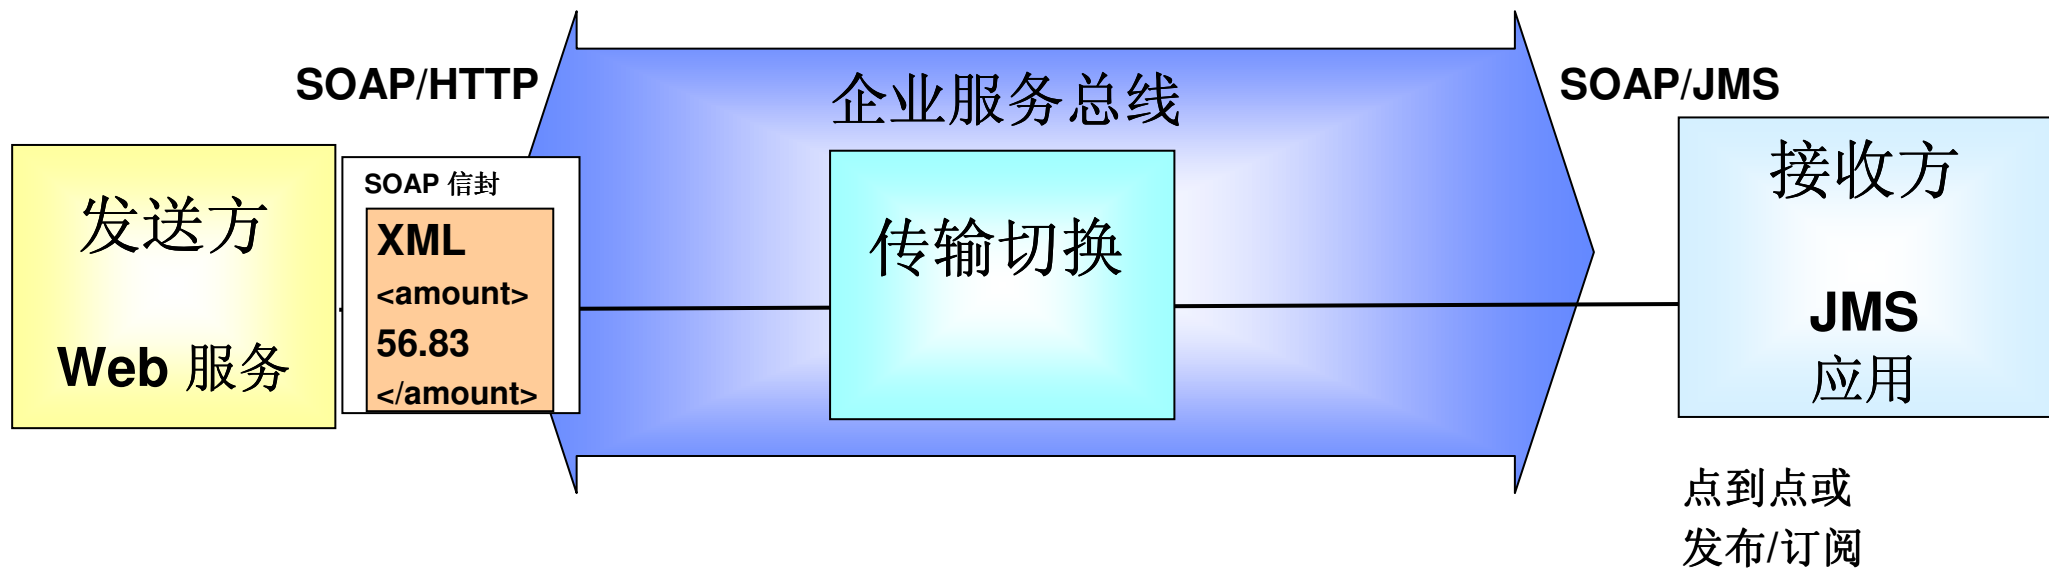 SOAP/HTTP
企业服务总线
SOAP/JMS
发送方
Web 服务
SOAP 信封
XML
<amount>
56.83
</amount>
传输切换
接收方
JMS
应用
点到点或
发布/订阅